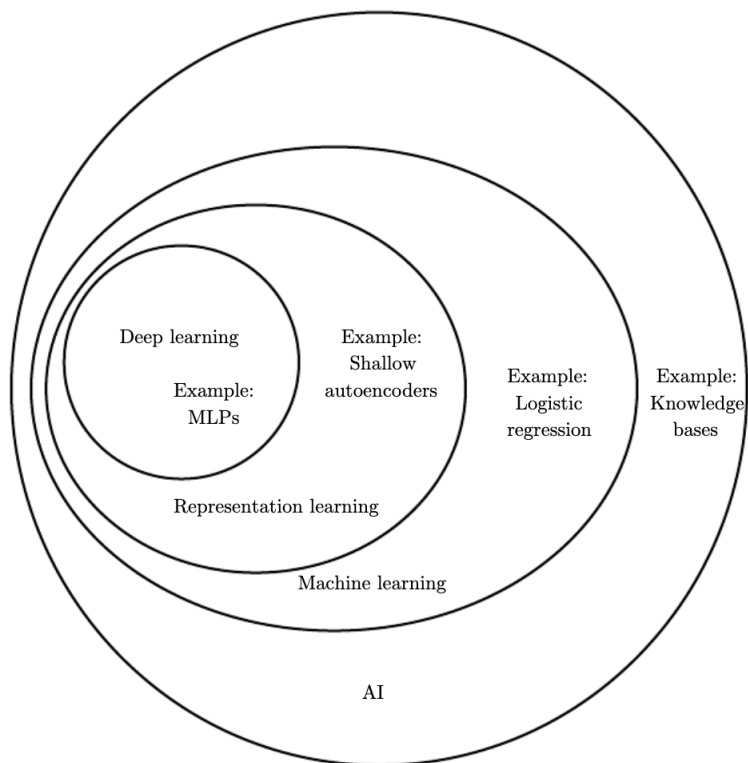 Deep learning
Example:
MLPs
Example:
Shallow
autoencoders
Example:
Logistic
regression
Example:
Knowledge
bases
Representation learning
Machine learning
AI